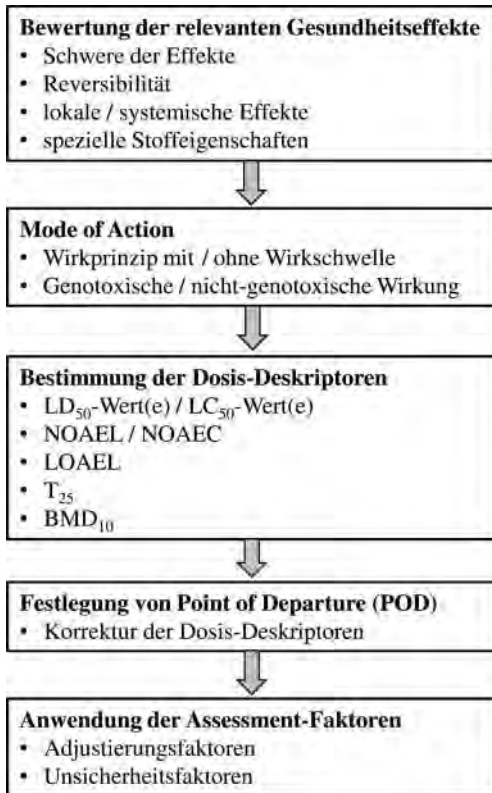 Bewertung der relevanten Gesundheitseffekte
• Schwere der Effekte
• Reversibilität
• lokale / systemische Effekte
• spezielle Stoffeigenschaften
Mode of Action
• Wirkprinzip mit / ohne Wirkschwelle
• Genotoxische / nicht-genotoxische Wirkung
Bestimmung der Dosis-Deskriptoren
• LD₅₀-Wert(e) / LC₅₀-Wert(e)
• NOAEL / NOAEC
• LOAEL
• T₂₅
• BMD₁₀
Festlegung von Point of Departure (POD)
• Korrektur der Dosis-Deskriptoren
Anwendung der Assessment-Faktoren
• Adjustierungsfaktoren
• Unsicherheitsfaktoren